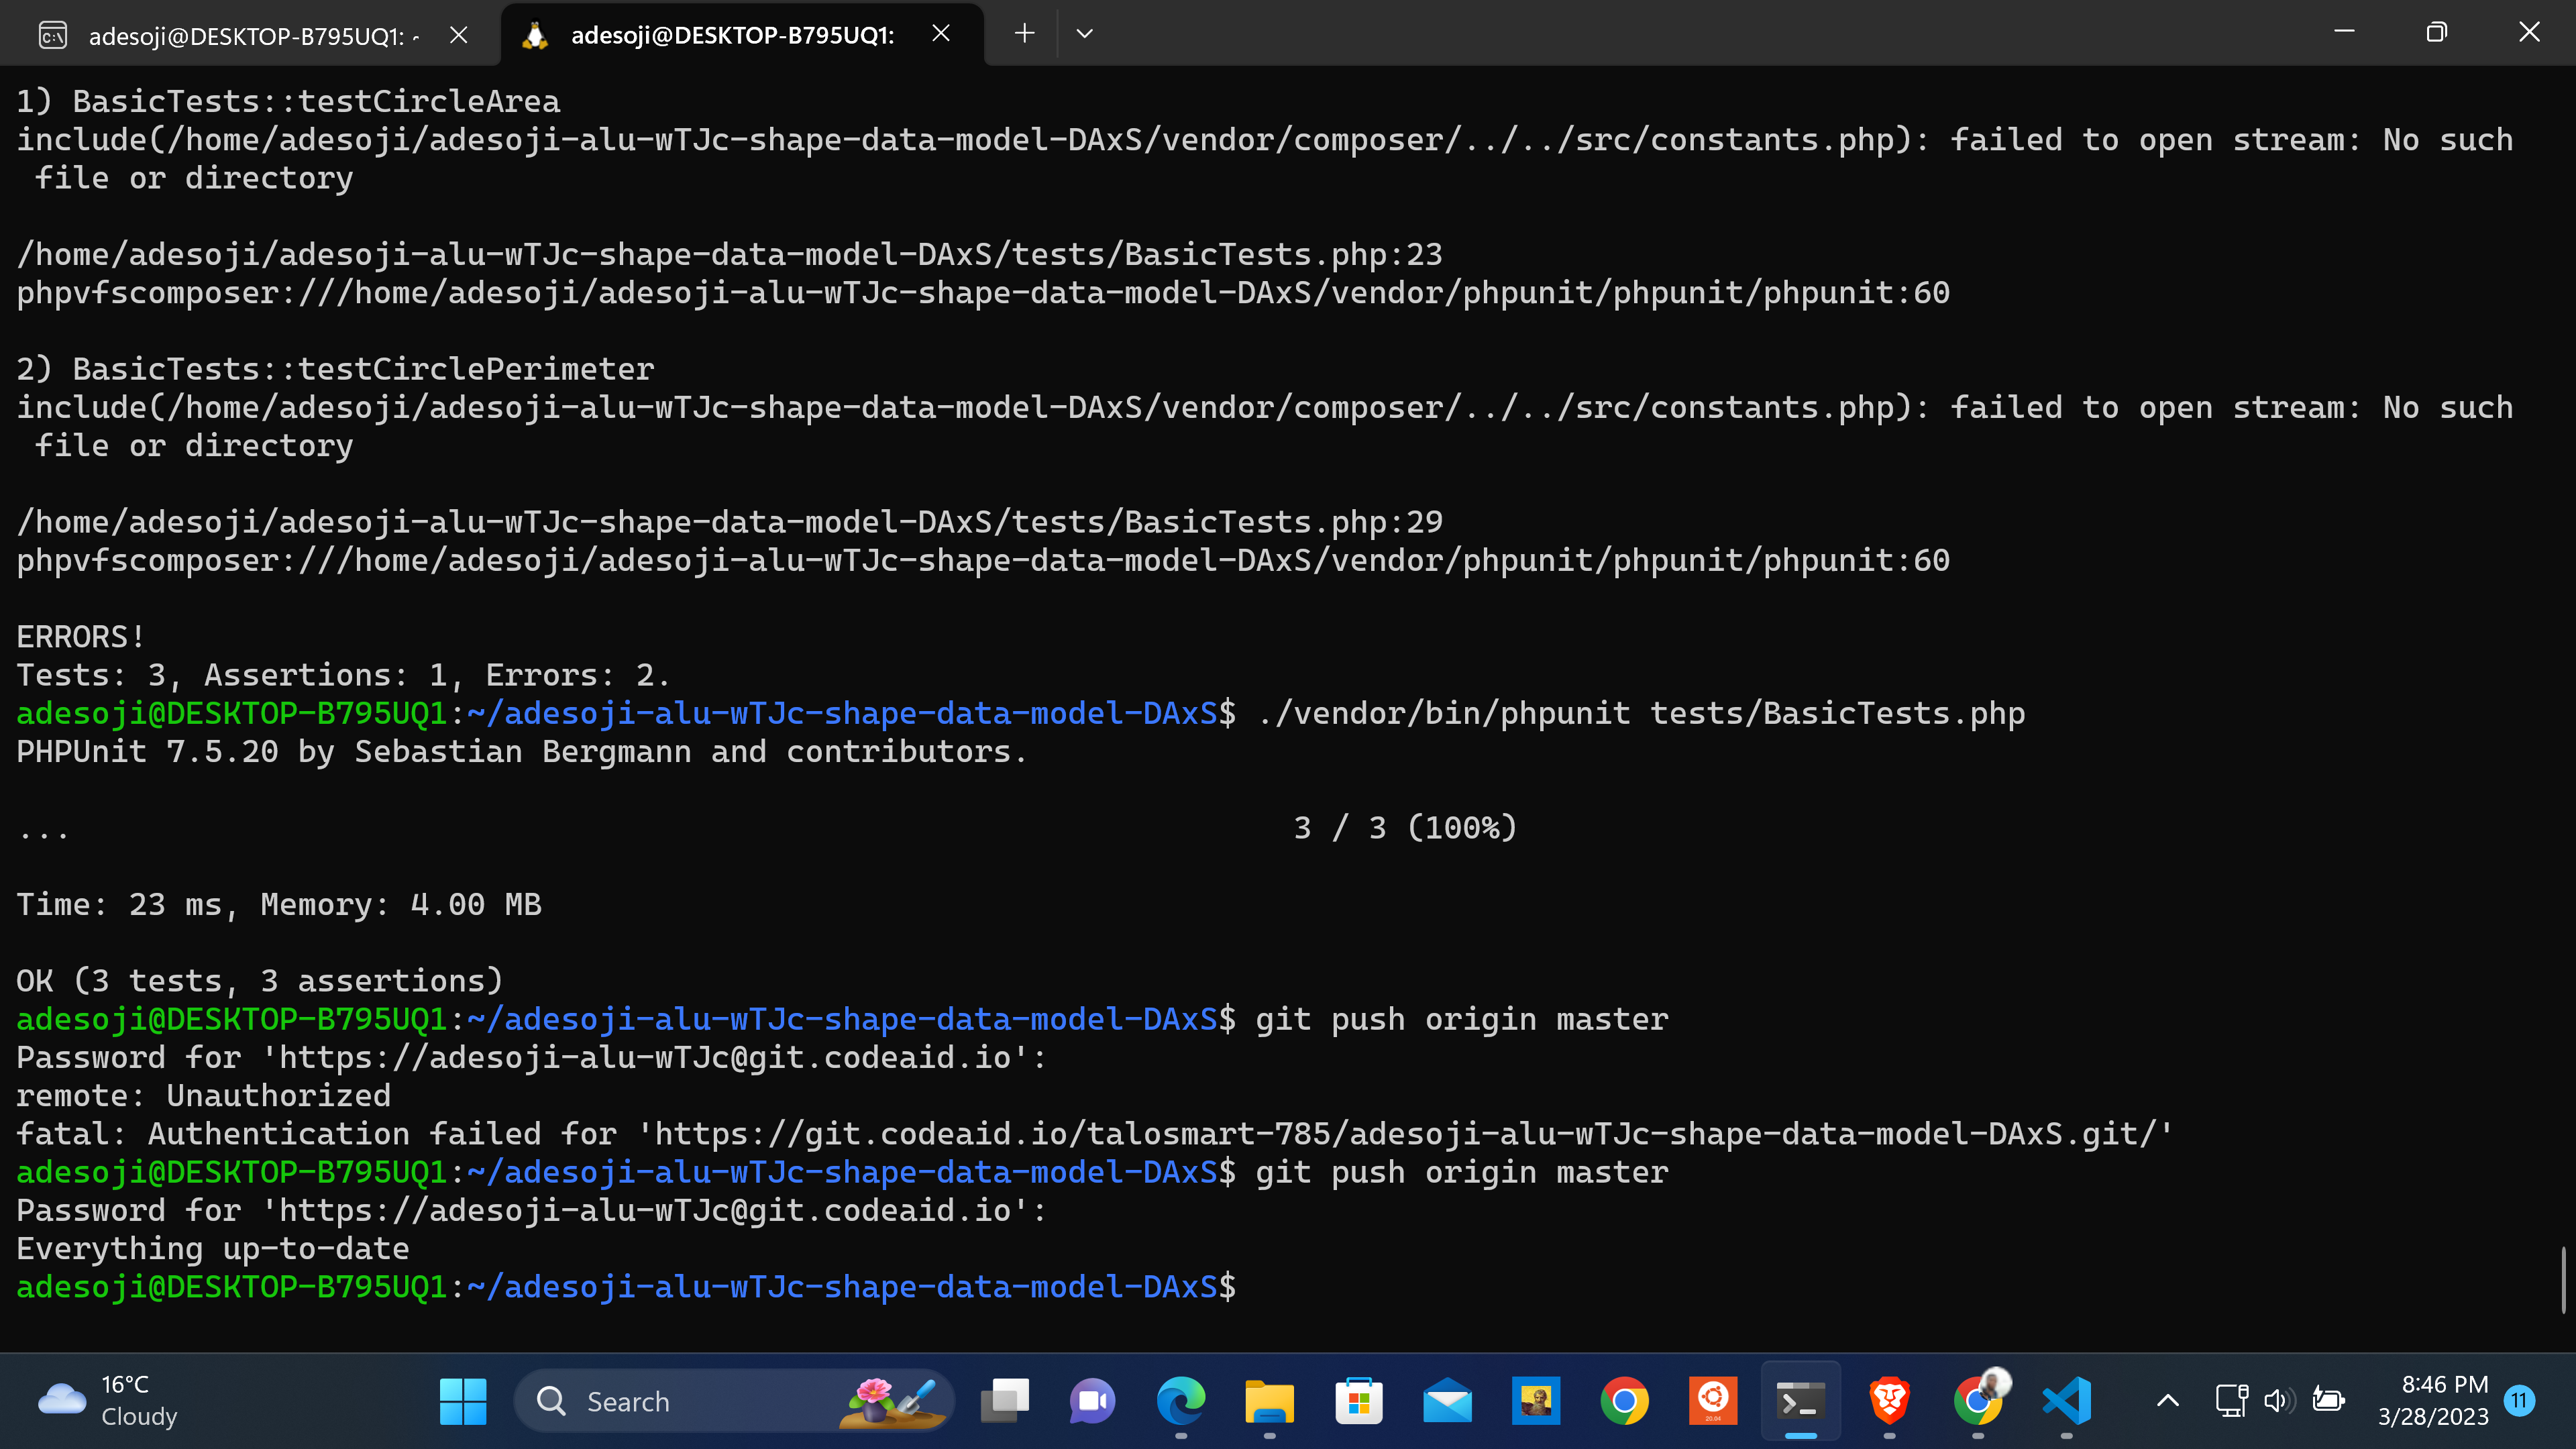 adesoji@DESKTOP-B795UQ1: ~
adesoji@DESKTOP-B795UQ1:
1) BasicTests::testCircleArea
include(/home/adesoji/adesoji-alu-wTJc-shape-data-model-DAxS/vendor/composer/../../src/constants.php): failed to open stream: No such
file or directory
/home/adesoji/adesoji-alu-wTJc-shape-data-model-DAxS/tests/BasicTests.php:23
phpvfscomposer:///home/adesoji/adesoji-alu-wTJc-shape-data-model-DAxS/vendor/phpunit/phpunit/phpunit:60
2) BasicTests::testCirclePerimeter
include(/home/adesoji/adesoji-alu-wTJc-shape-data-model-DAxS/vendor/composer/../../src/constants.php): failed to open stream: No such
file or directory
/home/adesoji/adesoji-alu-wTJc-shape-data-model-DAxS/tests/BasicTests.php:29
phpvfscomposer:///home/adesoji/adesoji-alu-wTJc-shape-data-model-DAxS/vendor/phpunit/phpunit/phpunit:60
ERRORS!
Tests: 3, Assertions: 1, Errors: 2.
adesoji@DESKTOP-B795UQ1:~/adesoji-alu-wTJc-shape-data-model-DAxS$ ./vendor/bin/phpunit tests/BasicTests.php
PHPUnit 7.5.20 by Sebastian Bergmann and contributors.
... 3 / 3 (100%)
Time: 23 ms, Memory: 4.00 MB
OK (3 tests, 3 assertions)
adesoji@DESKTOP-B795UQ1:~/adesoji-alu-wTJc-shape-data-model-DAxS$ git push origin master
Password for 'https://adesoji-alu-wTJc@git.codeaid.io':
remote: Unauthorized
fatal: Authentication failed for 'https://git.codeaid.io/talosmart-785/adesoji-alu-wTJc-shape-data-model-DAxS.git/'
adesoji@DESKTOP-B795UQ1:~/adesoji-alu-wTJc-shape-data-model-DAxS$ git push origin master
Password for 'https://adesoji-alu-wTJc@git.codeaid.io':
Everything up-to-date
adesoji@DESKTOP-B795UQ1:~/adesoji-alu-wTJc-shape-data-model-DAxS$
16°C
Cloudy
Search
20.04
8:46 PM
3/28/2023
11